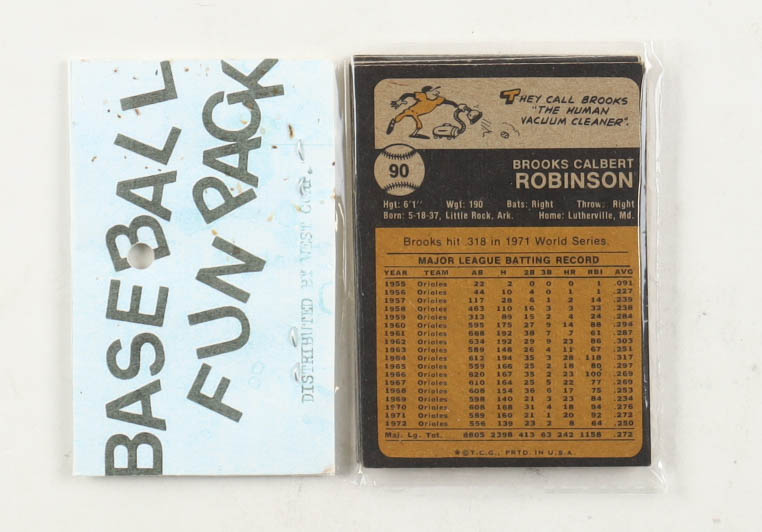 BASEBALL
FUN PACK
DISTRIBUTED BY WEST
THEY CALL BROOKS
"THE HUMAN
VACUUM CLEANER".
90
BROOKS CALBERT
ROBINSON
Hgt: 6'1" Wgt: 190 Bats: Right Throw: Right
Born: 5-18-37, Little Rock, Ark. Home: Lutherville, Md.
Brooks hit .318 in 1971 World Series.
MAJOR LEAGUE BATTING RECORD
YEAR TEAM AB H 2B 3B HR RBI AVG
1955 Orioles 22 2 0 0 0 1 .091
1956 Orioles 44 10 4 0 1 1 .227
1957 Orioles 117 28 6 1 2 14 .239
1958 Orioles 463 110 16 3 3 32 .238
1959 Orioles 313 89 15 2 4 24 .284
1960 Orioles 595 175 27 9 14 88 .294
1961 Orioles 668 192 38 7 7 61 .287
1962 Orioles 634 192 29 9 23 86 .303
1963 Orioles 589 148 26 4 11 67 .251
1964 Orioles 612 194 35 3 28 118 .317
1965 Orioles 559 166 25 2 18 80 .297
1966 Orioles 620 167 35 2 23 100 .269
1967 Orioles 610 164 25 5 22 77 .269
1968 Orioles 608 154 36 6 17 75 .253
1969 Orioles 598 140 21 3 23 84 .234
1970 Orioles 608 168 31 4 18 94 .276
1971 Orioles 589 160 21 1 20 92 .272
1972 Orioles 556 139 23 2 8 64 .250
Maj. Lg. Tot. 8805 2398 413 63 242 1158 .272
©T.C.G., PRTD. IN U.S.A.